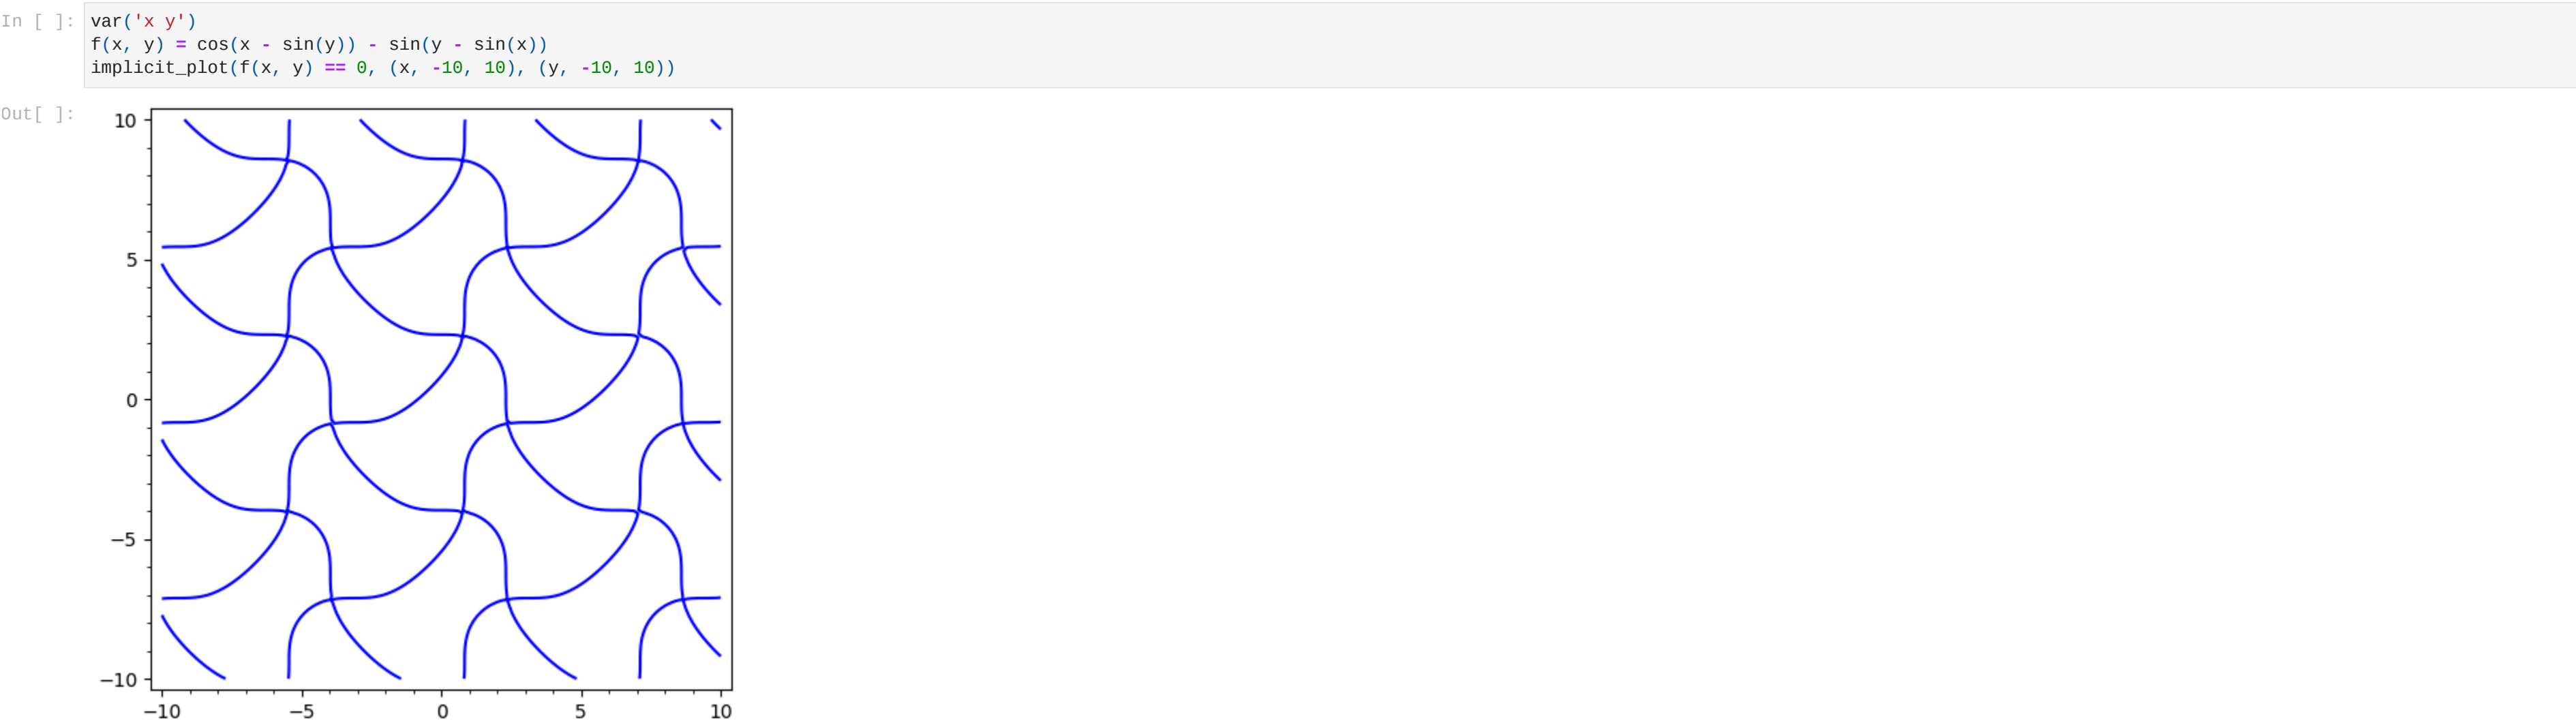 In [ ]: var('x y')
f(x, y) = cos(x - sin(y)) - sin(y - sin(x))
implicit_plot(f(x, y) == 0, (x, -10, 10), (y, -10, 10))
Out[ ]:
10
5
0
−5
−10
−10 −5 0 5 10